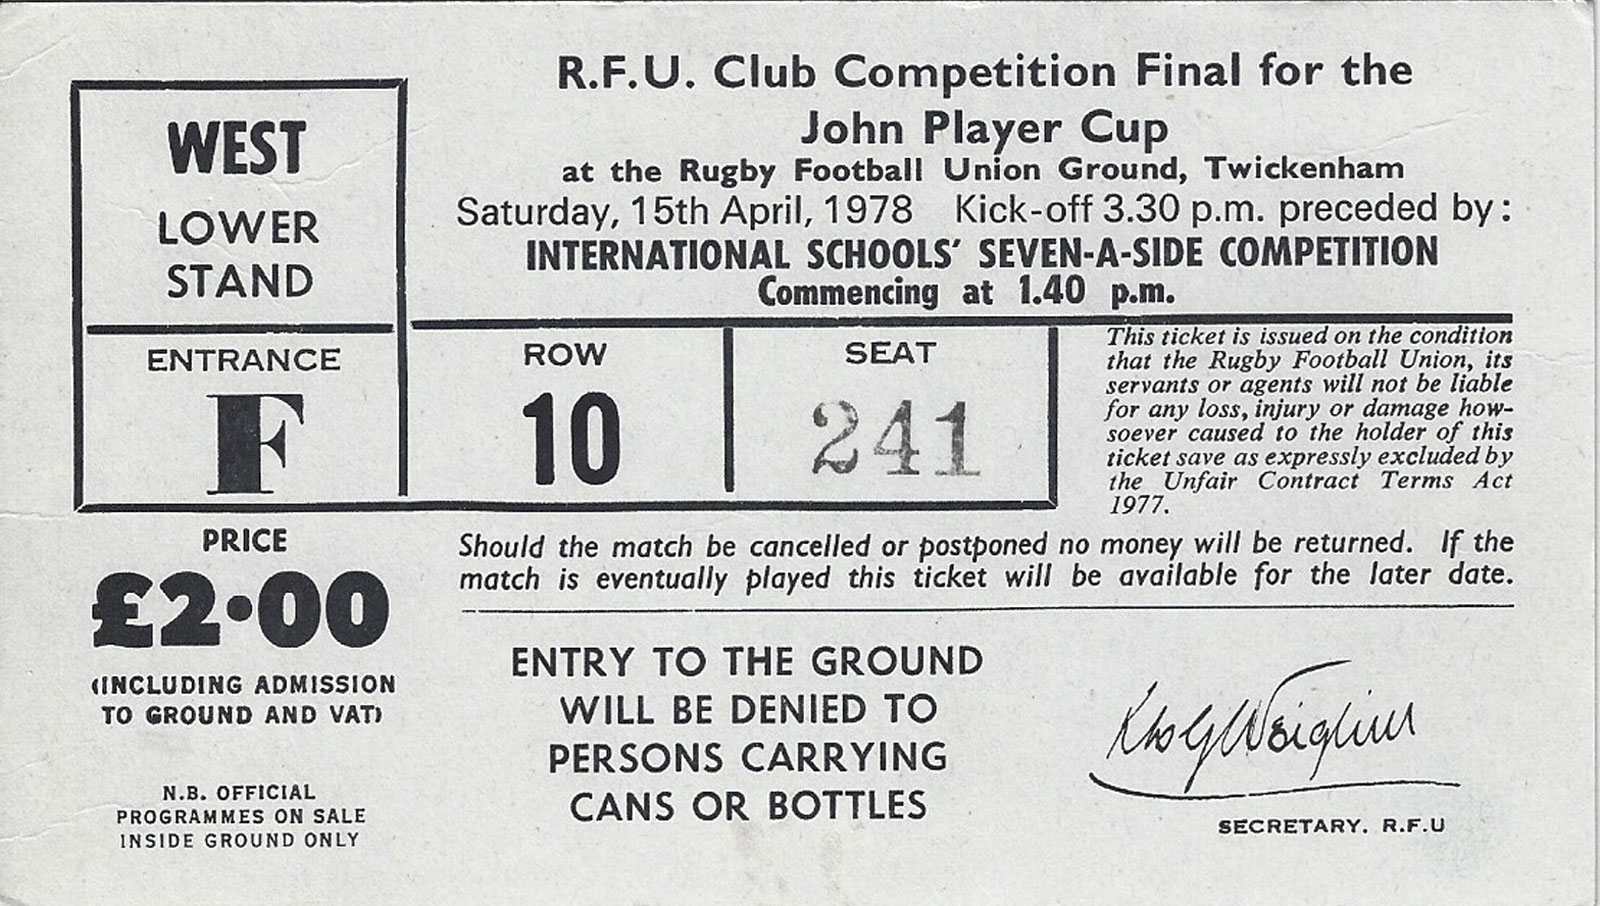 R.F.U. Club Competition Final for the
John Player Cup
at the Rugby Football Union Ground, Twickenham
Saturday, 15th April, 1978 Kick-off 3.30 p.m. preceded by:
INTERNATIONAL SCHOOLS' SEVEN-A-SIDE COMPETITION
Commencing at 1.40 p.m.
WEST
LOWER
STAND
ENTRANCE
F
ROW
10
SEAT
241
This ticket is issued on the condition
that the Rugby Football Union, its
servants or agents will not be liable
for any loss, injury or damage how-
soever caused to the holder of this
ticket save as expressly excluded by
the Unfair Contract Terms Act
1977.
PRICE
£2·00
(INCLUDING ADMISSION
TO GROUND AND VAT)
N.B. OFFICIAL
PROGRAMMES ON SALE
INSIDE GROUND ONLY
Should the match be cancelled or postponed no money will be returned. If the
match is eventually played this ticket will be available for the later date.
ENTRY TO THE GROUND
WILL BE DENIED TO
PERSONS CARRYING
CANS OR BOTTLES
SECRETARY. R.F.U